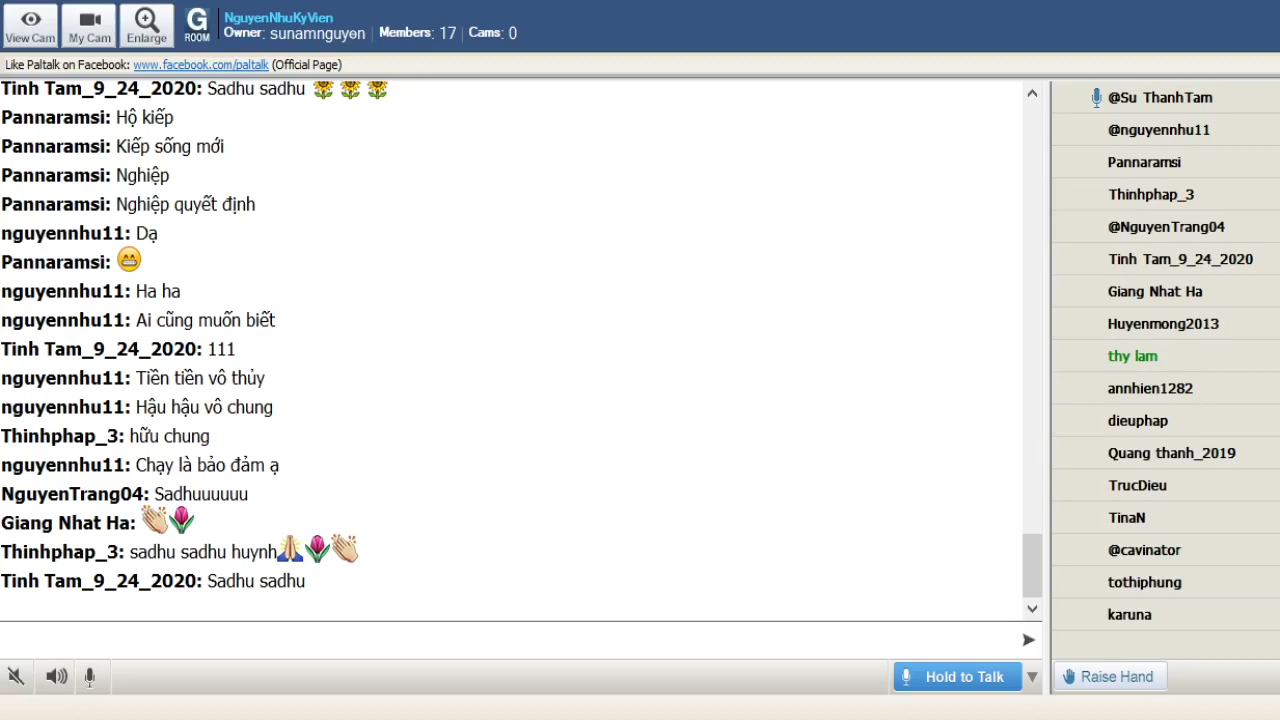 View Cam
My Cam
Enlarge
G
ROOM
NguyenNhuKyVien
Owner: sunamnguyen | Members: 17 | Cams: 0
Like Paltalk on Facebook: www.facebook.com/paltalk (Official Page)
Tinh Tam_9_24_2020: Sadhu sadhu
Pannaramsi: Hộ kiếp
Pannaramsi: Kiếp sống mới
Pannaramsi: Nghiệp
Pannaramsi: Nghiệp quyết định
nguyennhu11: Dạ
Pannaramsi:
nguyennhu11: Ha ha
nguyennhu11: Ai cũng muốn biết
Tinh Tam_9_24_2020: 111
nguyennhu11: Tiền tiền vô thủy
nguyennhu11: Hậu hậu vô chung
Thinhphap_3: hữu chung
nguyennhu11: Chạy là bảo đảm ạ
NguyenTrang04: Sadhuuuuuu
Giang Nhat Ha:
Thinhphap_3: sadhu sadhu huynh
Tinh Tam_9_24_2020: Sadhu sadhu
@Su ThanhTam
@nguyennhu11
Pannaramsi
Thinhphap_3
@NguyenTrang04
Tinh Tam_9_24_2020
Giang Nhat Ha
Huyenmong2013
thy lam
annhien1282
dieuphap
Quang thanh_2019
TrucDieu
TinaN
@cavinator
tothiphung
karuna
Hold to Talk
Raise Hand